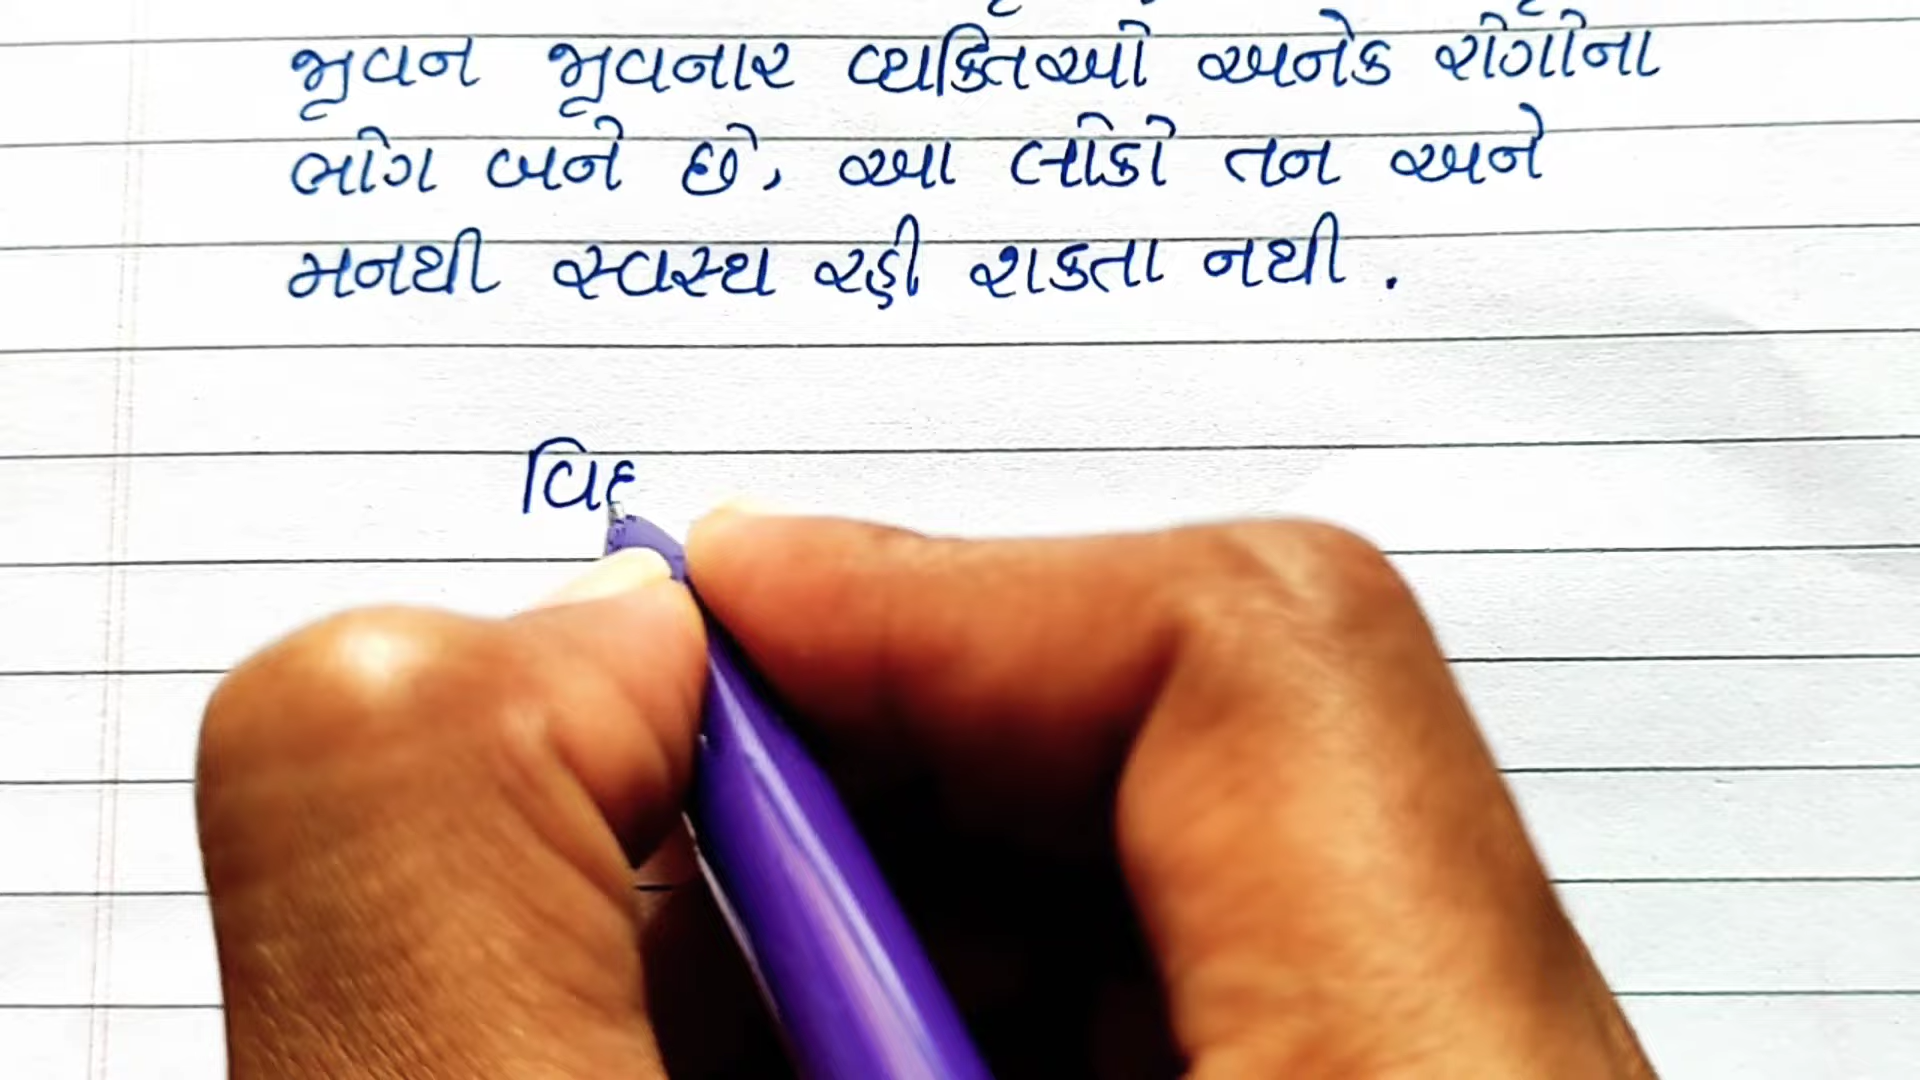 જીવન જીવનાર વ્યક્તિઓ અનેક રોગોના
ભોગ બને છે, આ લોકો તન અને
મનથી સ્વસ્થ રહી શકતા નથી.